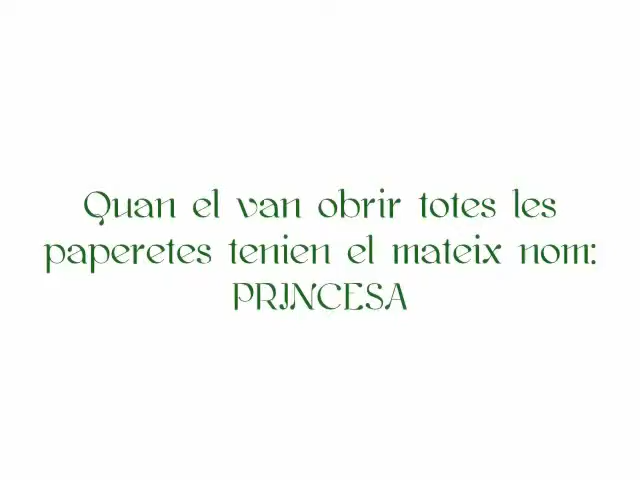 Quan el van obrir totes les
paperetes tenien el mateix nom:
PRINCESA